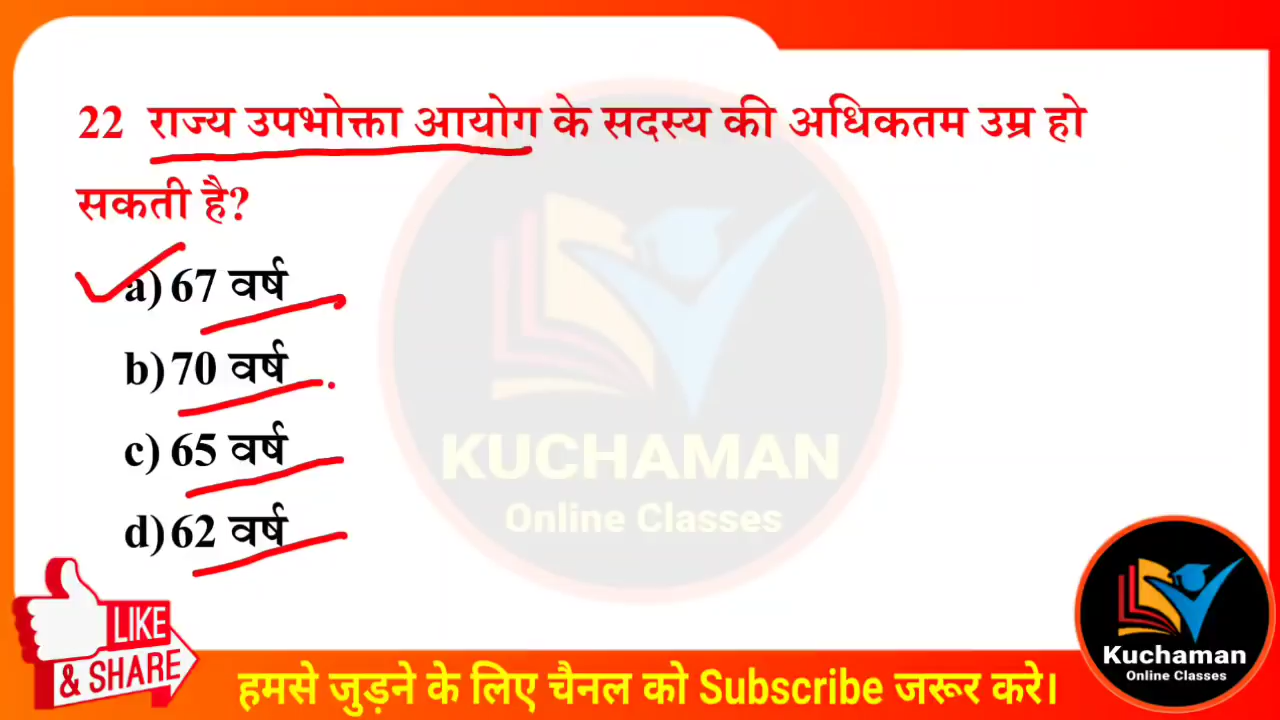 22 राज्य उपभोक्ता आयोग के सदस्य की अधिकतम उम्र हो
सकती है?
a) 67 वर्ष
b) 70 वर्ष
c) 65 वर्ष
d) 62 वर्ष
KUCHAMAN
Online Classes
LIKE
& SHARE
हमसे जुड़ने के लिए चैनल को Subscribe जरूर करे।
Kuchaman
Online Classes